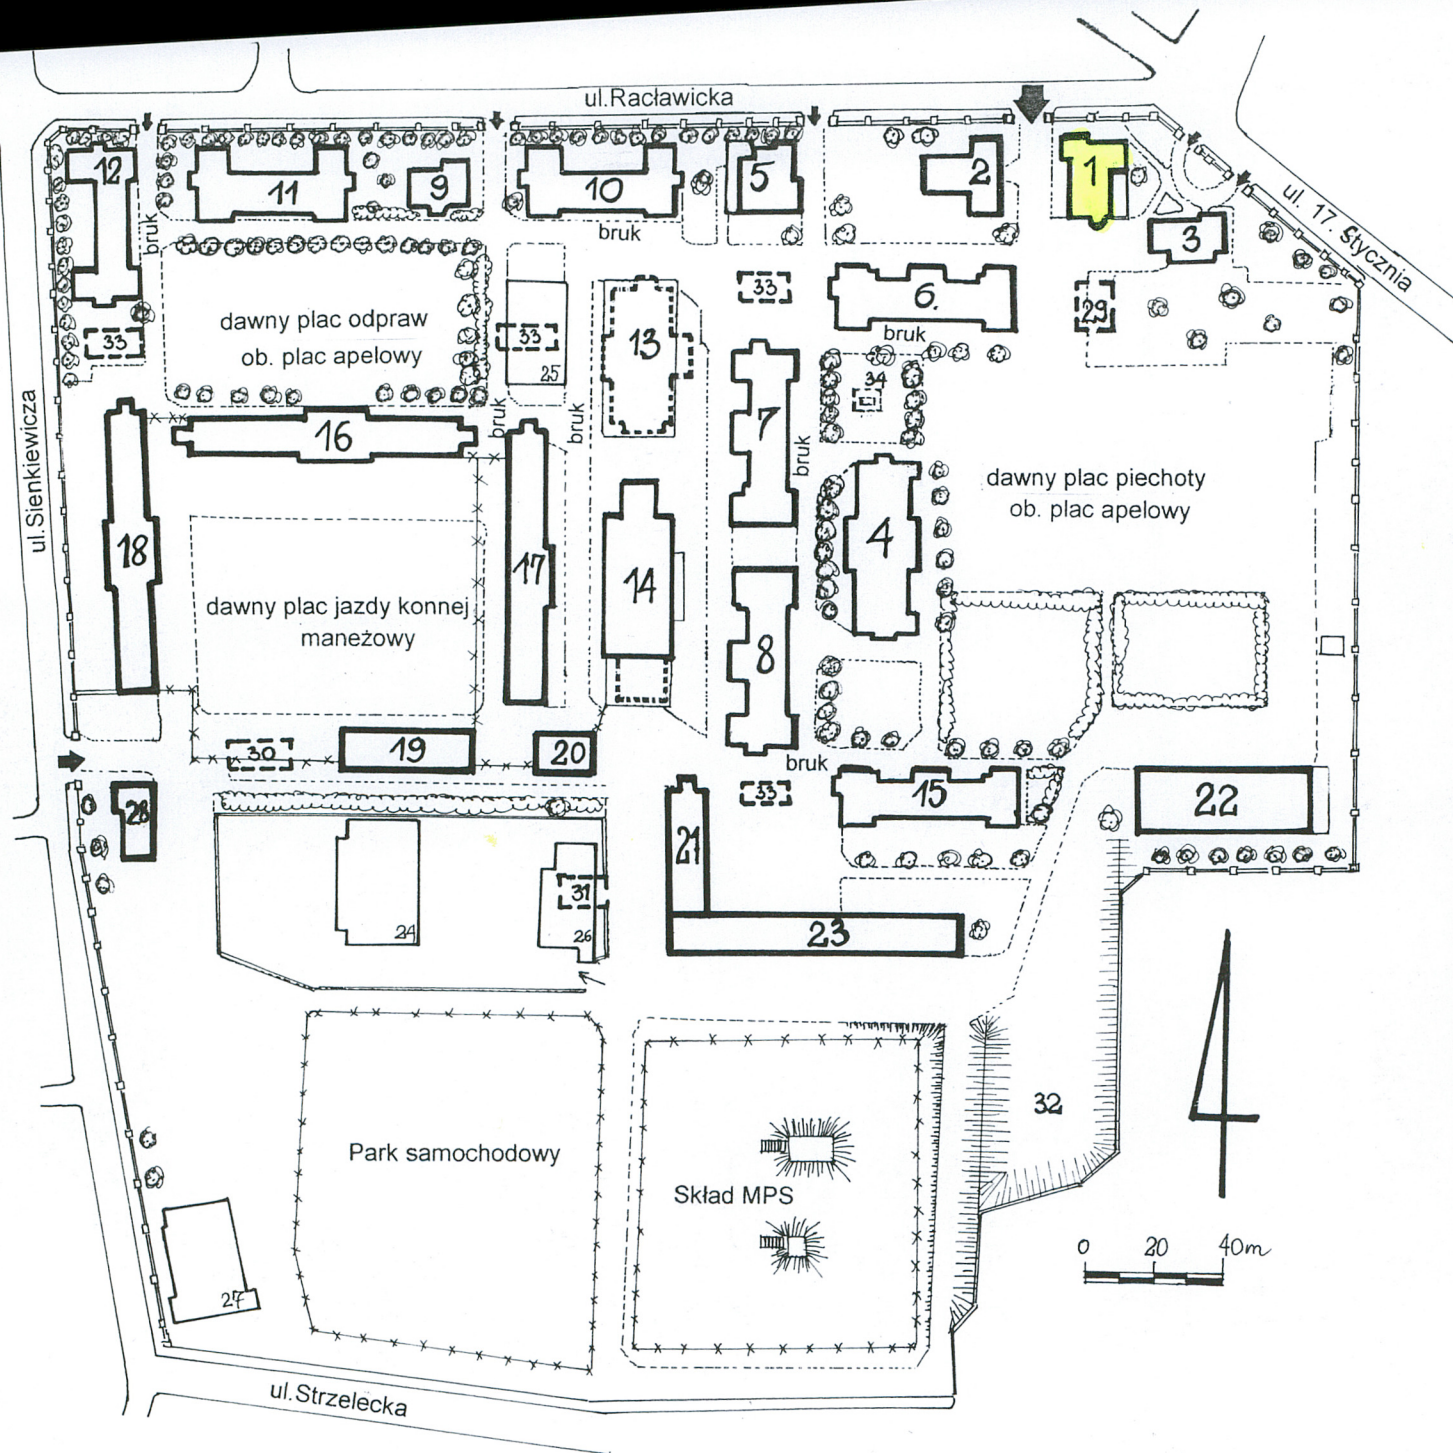 ul.Racławicka
12
11
9
10
5
2
1
3
ul. 17. Stycznia
bruk
bruk
33
6.
29
dawny plac odpraw
ob. plac apelowy
33
33
13
25
bruk
7
34
bruk
bruk
bruk
16
ul.Sienkiewicza
dawny plac piechoty
ob. plac apelowy
18
17
14
4
dawny plac jazdy konnej
maneżowy
8
30
19
20
bruk
33
15
22
28
21
31
24
26
23
32
Park samochodowy
Skład MPS
0 20 40m
27
ul.Strzelecka